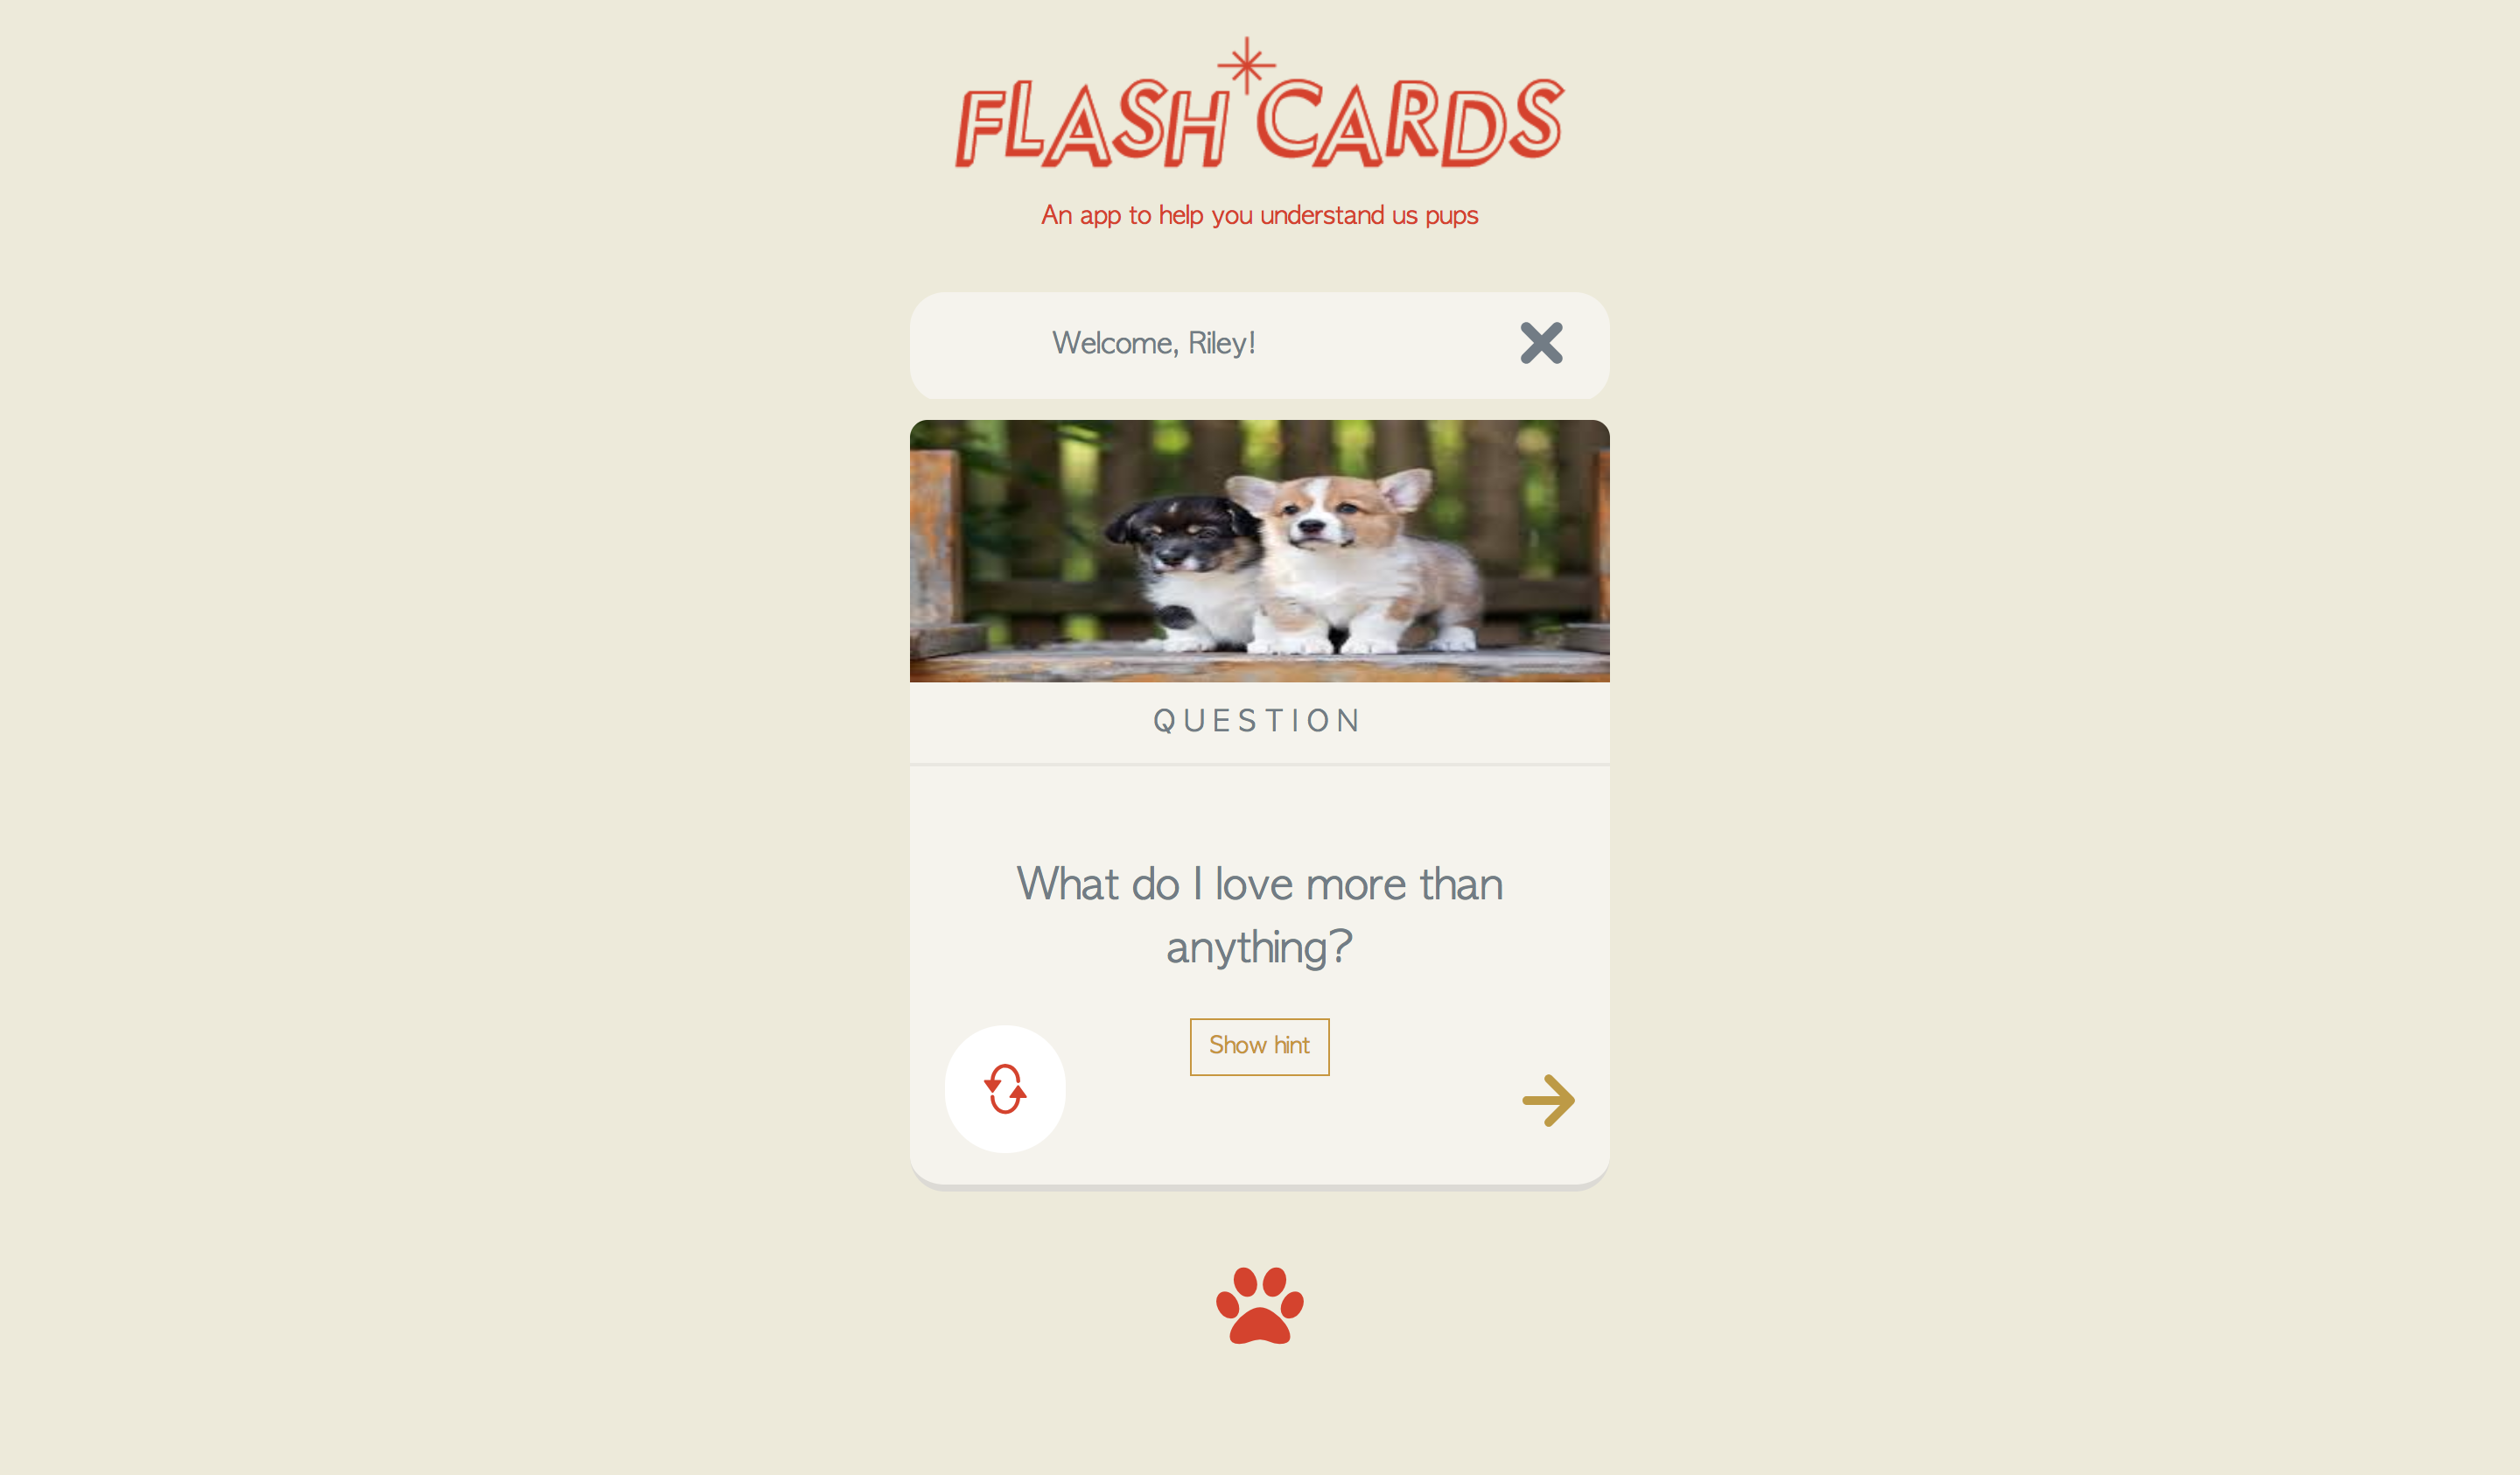 FLASH CARDS
An app to help you understand us pups
Welcome, Riley!
QUESTION
What do I love more than
anything?
Show hint